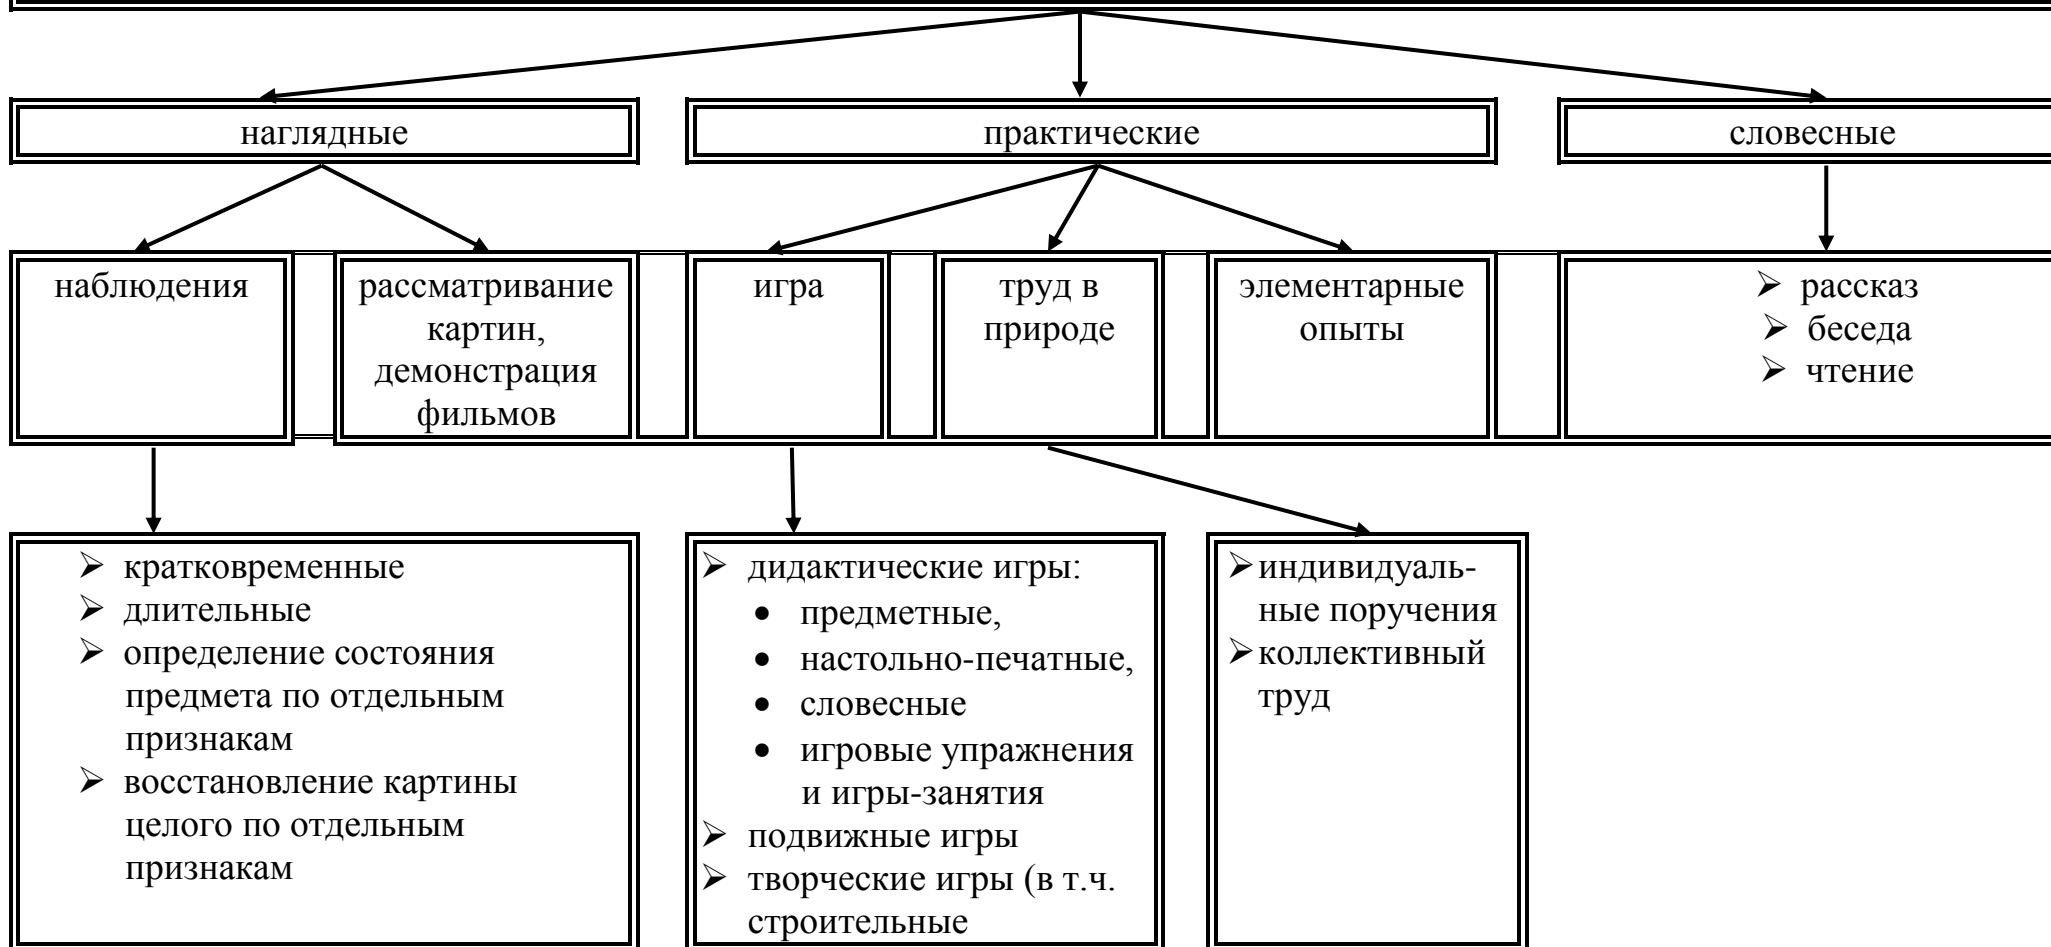 наглядные
практические
словесные
наблюдения
рассматривание
картин,
демонстрация
фильмов
игра
труд в
природе
элементарные
опыты
➢ рассказ
➢ беседа
➢ чтение
➢ кратковременные
➢ длительные
➢ определение состояния
предмета по отдельным
признакам
➢ восстановление картины
целого по отдельным
признакам
➢ дидактические игры:
• предметные,
• настольно-печатные,
• словесные
• игровые упражнения
и игры-занятия
➢ подвижные игры
➢ творческие игры (в т.ч.
строительные
➢ индивидуаль-
ные поручения
➢ коллективный
труд